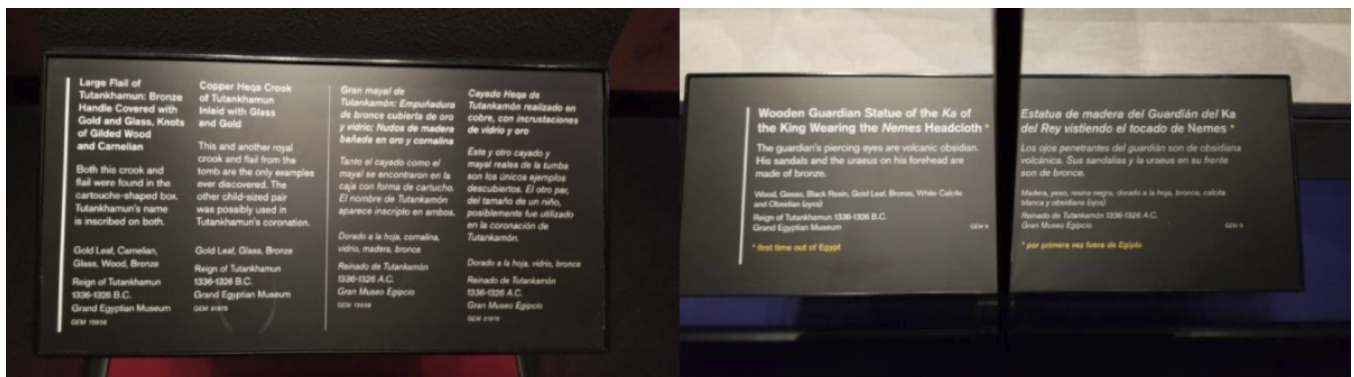 Large Flail of
Tutankhamun: Bronze
Handle Covered with
Gold and Glass, Knots
of Gilded Wood
and Carnelian
Both this crook and
flail were found in the
cartouche-shaped box.
Tutankhamun's name
is inscribed on both.
Gold Leaf, Carnelian,
Glass, Wood, Bronze
Reign of Tutankhamun
1336-1326 B.C.
Grand Egyptian Museum
Copper Heqa Crook
of Tutankhamun
Inlaid with Glass
and Gold
This and another royal
crook and flail from the
tomb are the only examples
ever discovered. The
other child-sized pair
was possibly used in
Tutankhamun's coronation.
Gold Leaf, Glass, Bronze
Reign of Tutankhamun
1336-1326 B.C.
Grand Egyptian Museum
Gran mayal de
Tutankamón: Empuñadura
de bronce cubierta de oro
y vidrio; Nudos de madera
bañada en oro y cornalina
Tanto el cayado como el
mayal se encontraron en la
caja con forma de cartucho.
El nombre de Tutankamón
aparece inscripto en ambos.
Dorado a la hoja, cornalina,
vidrio, madera, bronce
Reinado de Tutankamón
1336-1326 A.C.
Gran Museo Egipcio
Cayado Heqa de
Tutankamón realizado en
cobre, con incrustaciones
de vidrio y oro
Este y otro cayado y
mayal reales de la tumba
son los únicos ejemplos
descubiertos. El otro par,
del tamaño de un niño,
posiblemente fue utilizado
en la coronación de
Tutankamón.
Dorado a la hoja, vidrio, bronce
Reinado de Tutankamón
1336-1326 A.C.
Gran Museo Egipcio
Wooden Guardian Statue of the Ka of
the King Wearing the Nemes Headcloth *
The guardian's piercing eyes are volcanic obsidian.
His sandals and the uraeus on his forehead are
made of bronze.
Wood, Gesso, Black Resin, Gold Leaf, Bronze, White Calcite
and Obsidian (eyes)
Reign of Tutankhamun 1336-1326 B.C.
Grand Egyptian Museum
* first time out of Egypt
Estatua de madera del Guardián del Ka
del Rey vistiendo el tocado de Nemes *
Los ojos penetrantes del guardián son de obsidiana
volcánica. Sus sandalias y la uraeus en su frente
son de bronce.
Madera, yeso, resina negra, dorado a la hoja, bronce, calcita
blanca y obsidiana (ojos)
Reinado de Tutankamón 1336-1326 A.C.
Gran Museo Egipcio
* por primera vez fuera de Egipto